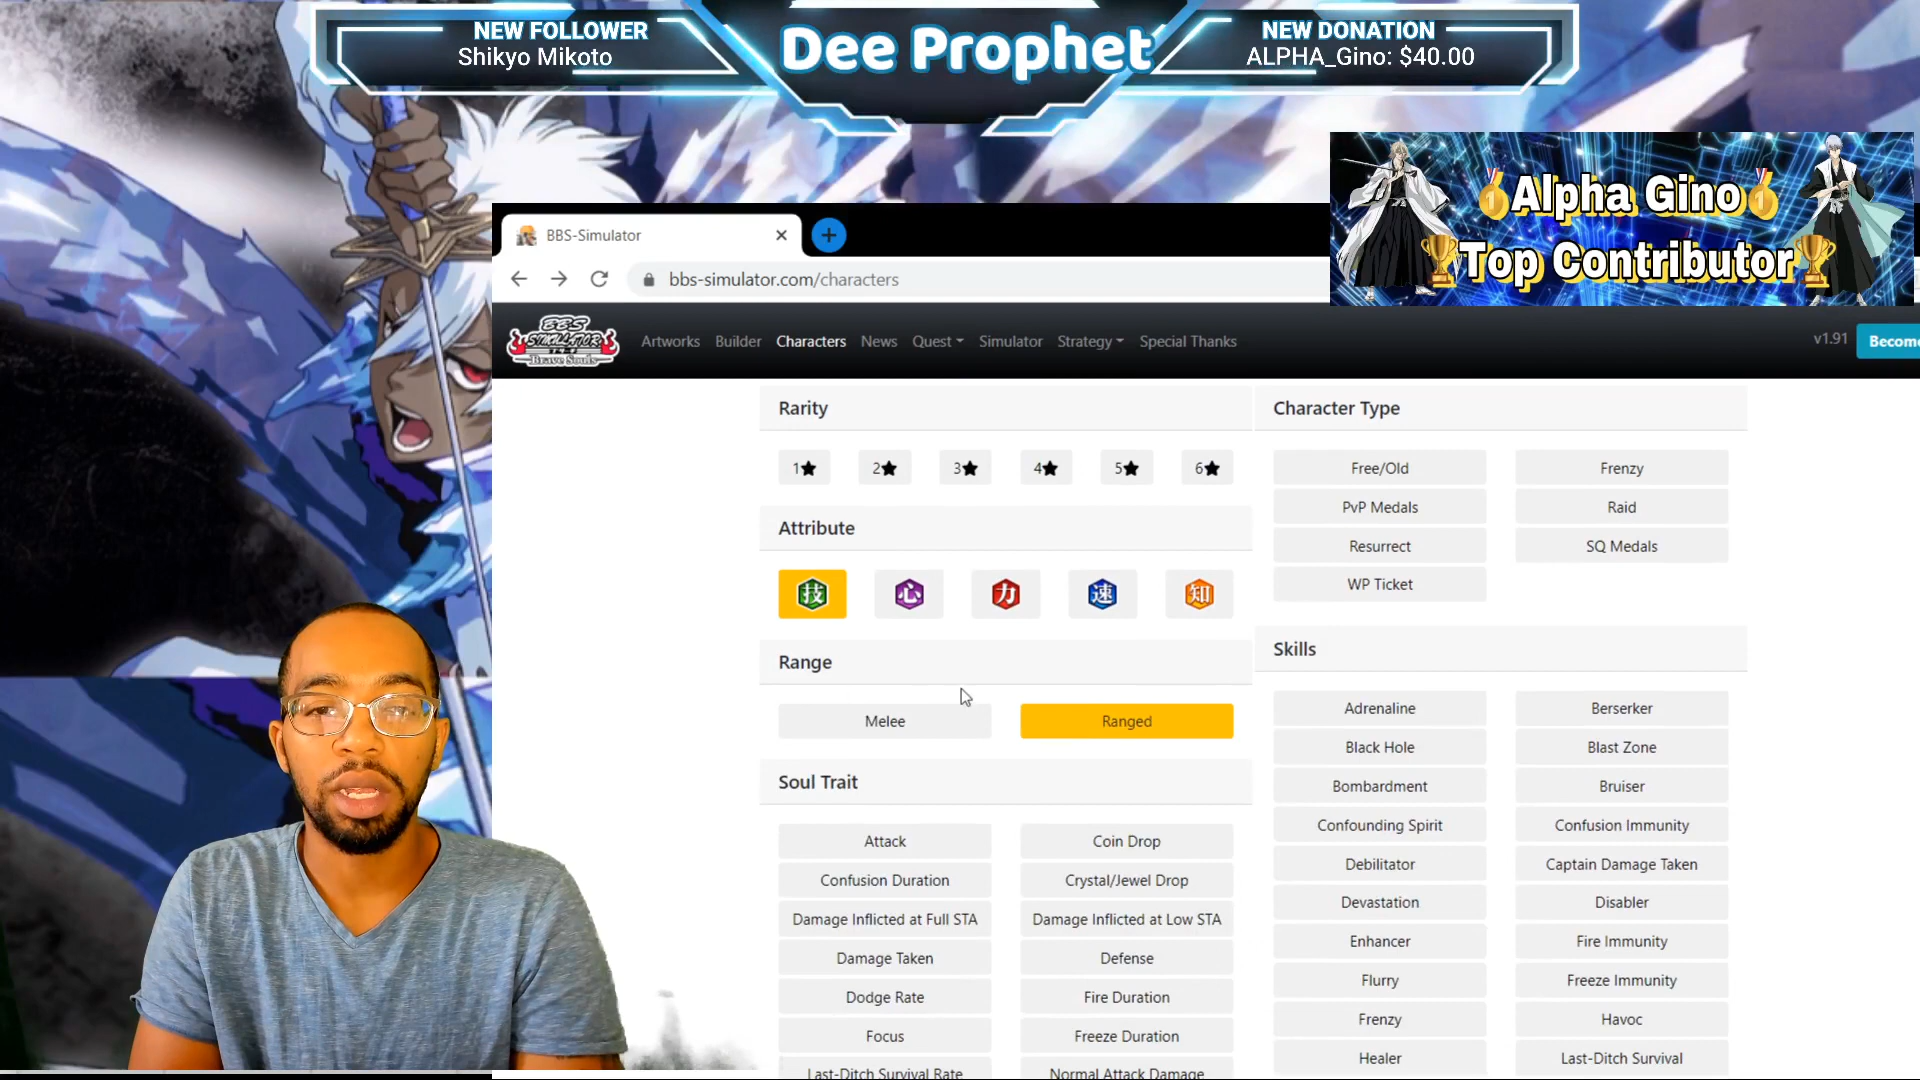 NEW FOLLOWER
Shikyo Mikoto
Dee Prophet
NEW DONATION
ALPHA_Gino: $40.00
🥇Alpha Gino🥇
🏆Top Contributor🏆
BBS-Simulator
bbs-simulator.com/characters
BBS
SIMULATOR
Brave Souls
Artworks Builder Characters News Quest Simulator Strategy Special Thanks
v1.91
Become
Rarity
1★ 2★ 3★ 4★ 5★ 6★
Attribute
技 心 力 速 知
Range
Melee Ranged
Soul Trait
Attack Coin Drop
Confusion Duration Crystal/Jewel Drop
Damage Inflicted at Full STA Damage Inflicted at Low STA
Damage Taken Defense
Dodge Rate Fire Duration
Focus Freeze Duration
Last-Ditch Survival Rate Normal Attack Damage
Character Type
Free/Old Frenzy
PvP Medals Raid
Resurrect SQ Medals
WP Ticket
Skills
Adrenaline Berserker
Black Hole Blast Zone
Bombardment Bruiser
Confounding Spirit Confusion Immunity
Debilitator Captain Damage Taken
Devastation Disabler
Enhancer Fire Immunity
Flurry Freeze Immunity
Frenzy Havoc
Healer Last-Ditch Survival